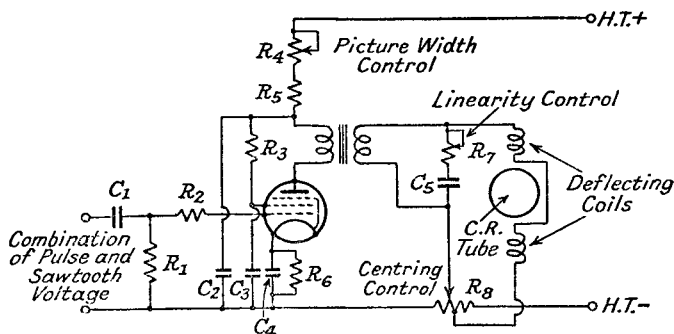 H.T.+
R4
Picture Width
Control
R5
Linearity Control
R3
R7
C5
C1
R2
Deflecting
Coils
C.R.
Tube
Combination
of Pulse and
Sawtooth
Voltage
R1
C2
C3
R6
Ca
Centring
Control
R8
H.T.-